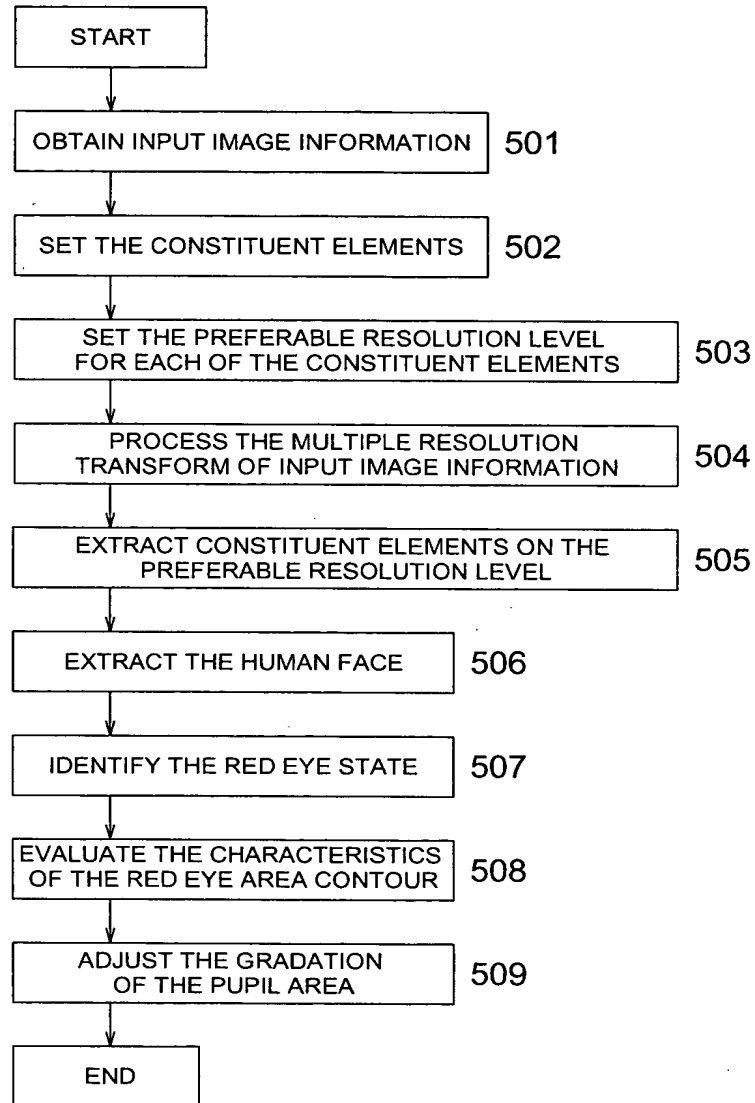 START
OBTAIN INPUT IMAGE INFORMATION 501
SET THE CONSTITUENT ELEMENTS 502
SET THE PREFERABLE RESOLUTION LEVEL
FOR EACH OF THE CONSTITUENT ELEMENTS 503
PROCESS THE MULTIPLE RESOLUTION
TRANSFORM OF INPUT IMAGE INFORMATION 504
EXTRACT CONSTITUENT ELEMENTS ON THE
PREFERABLE RESOLUTION LEVEL 505
EXTRACT THE HUMAN FACE 506
IDENTIFY THE RED EYE STATE 507
EVALUATE THE CHARACTERISTICS
OF THE RED EYE AREA CONTOUR 508
ADJUST THE GRADATION
OF THE PUPIL AREA 509
END